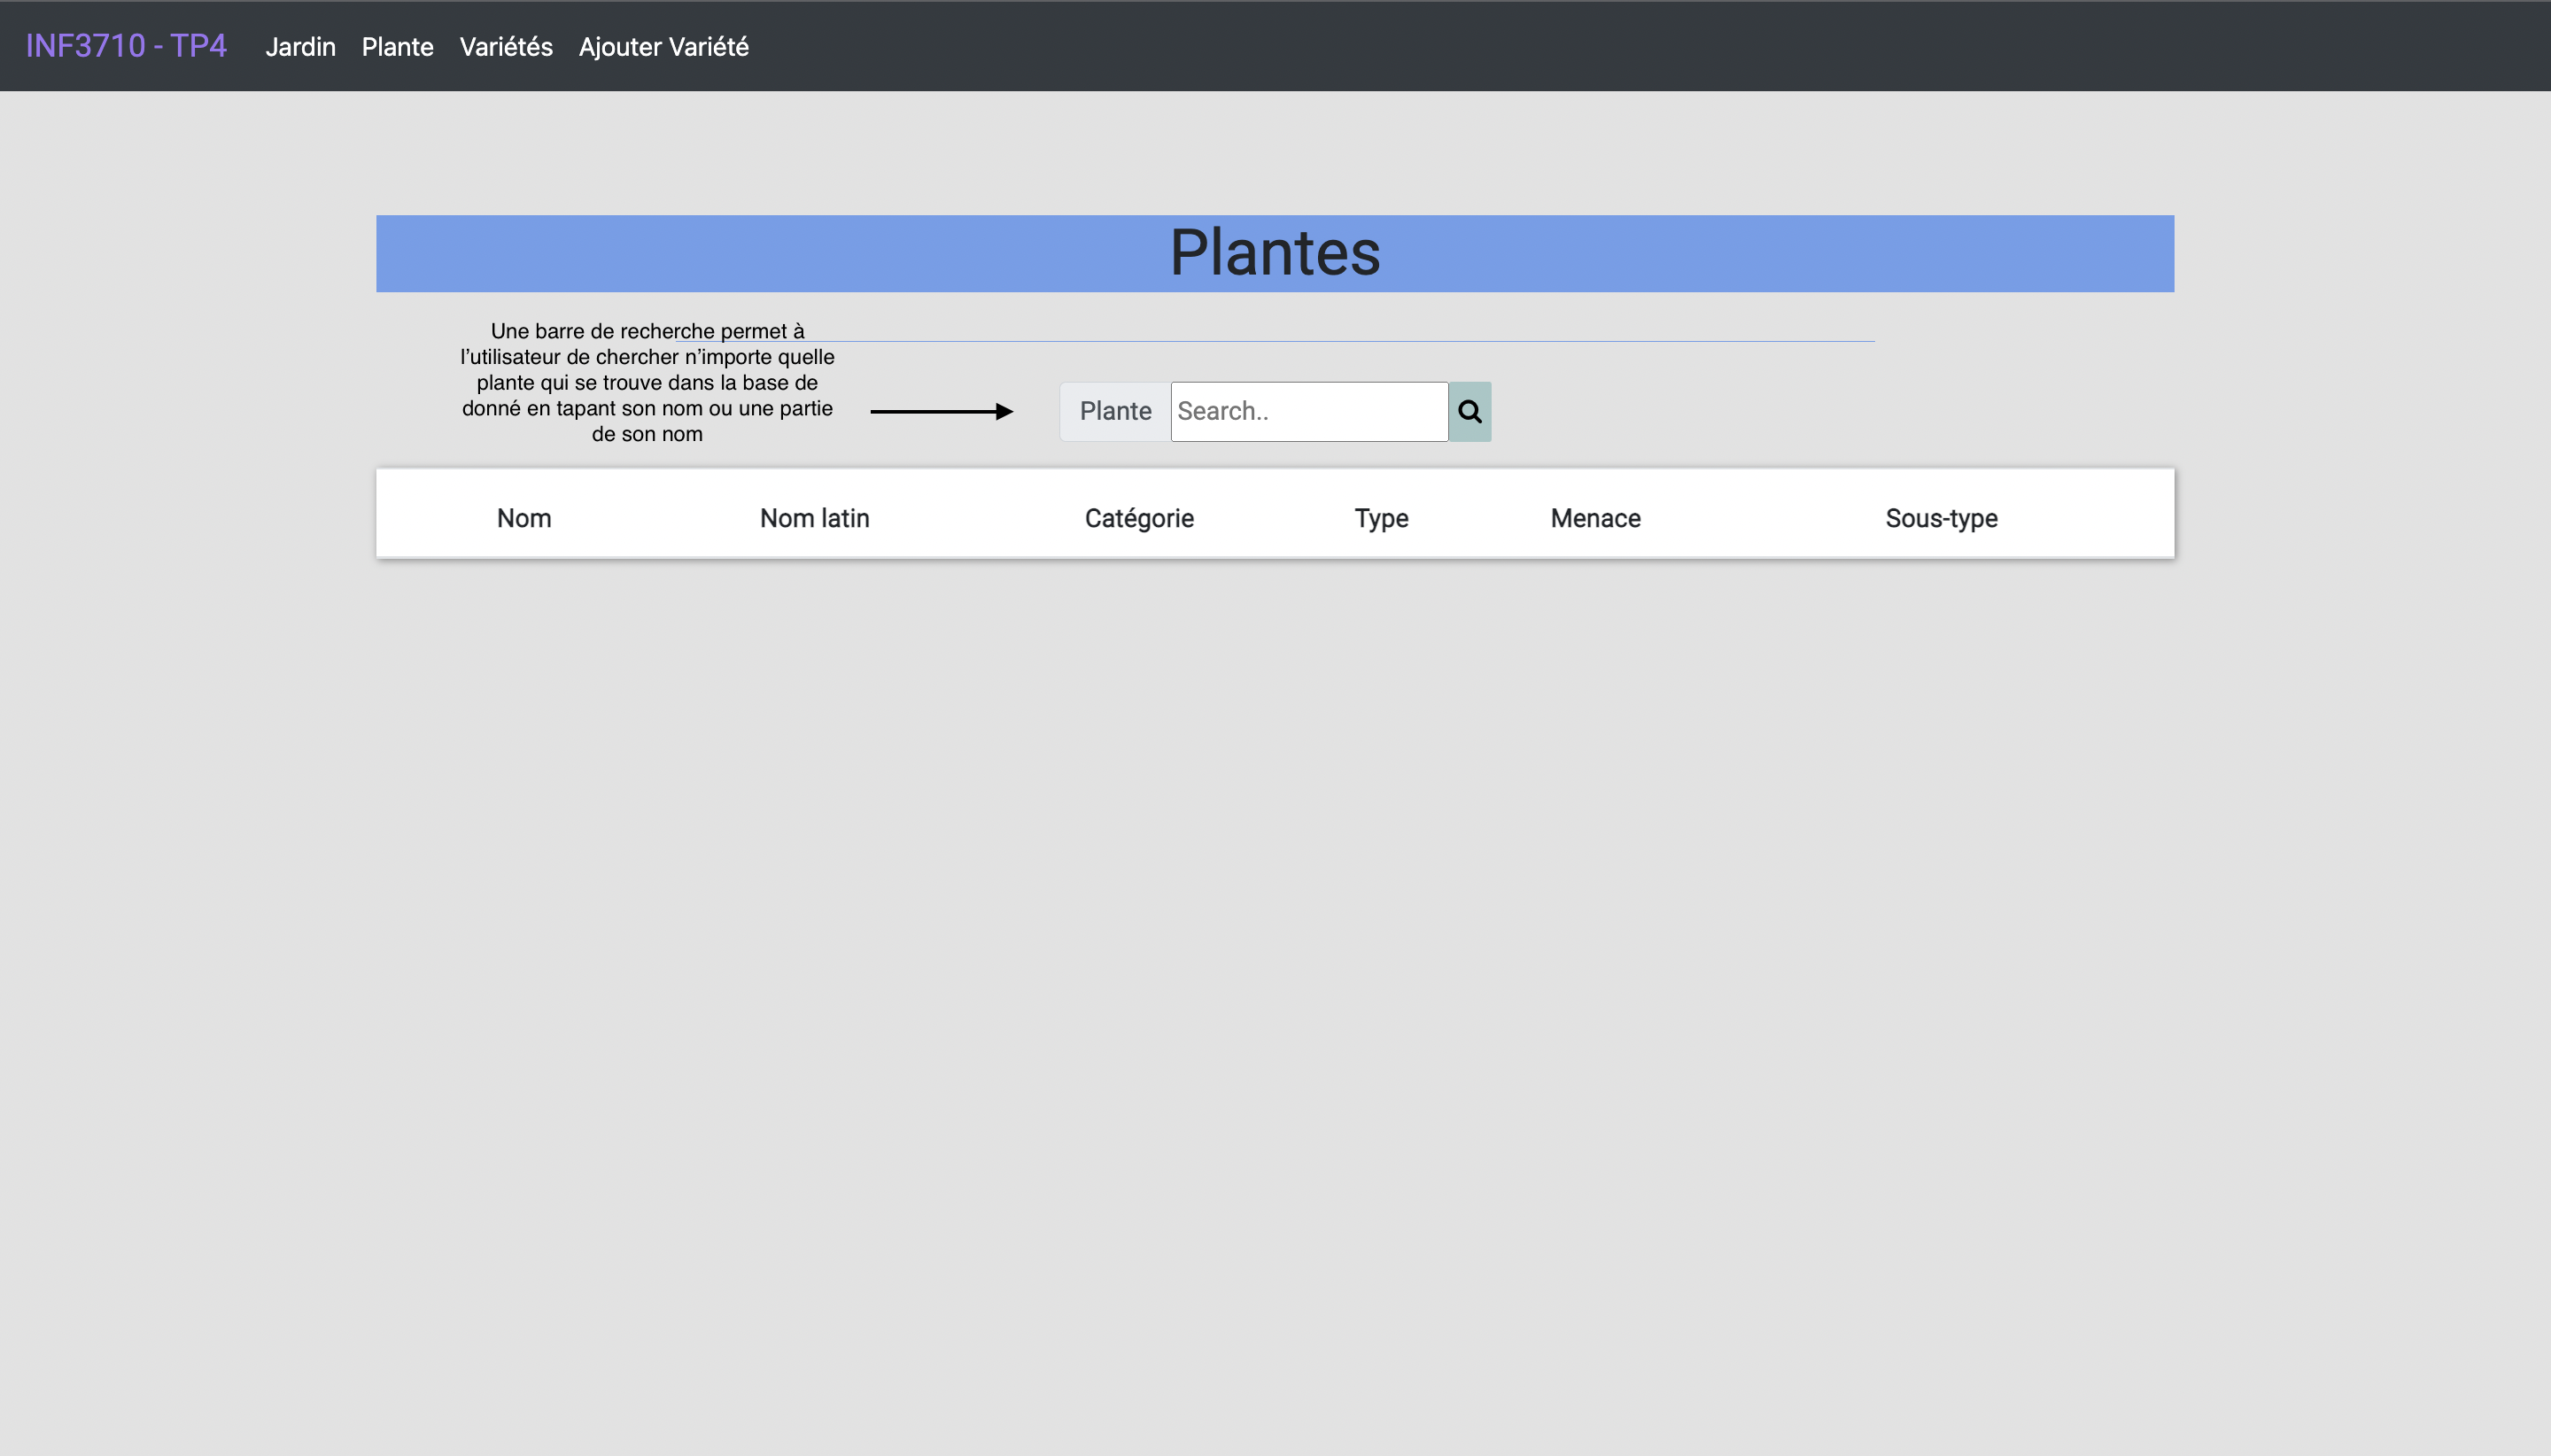 INF3710 - TP4 Jardin Plante Variétés Ajouter Variété
Plantes
Une barre de recherche permet à
l’utilisateur de chercher n’importe quelle
plante qui se trouve dans la base de
donné en tapant son nom ou une partie
de son nom
Plante Search..
Nom Nom latin Catégorie Type Menace Sous-type